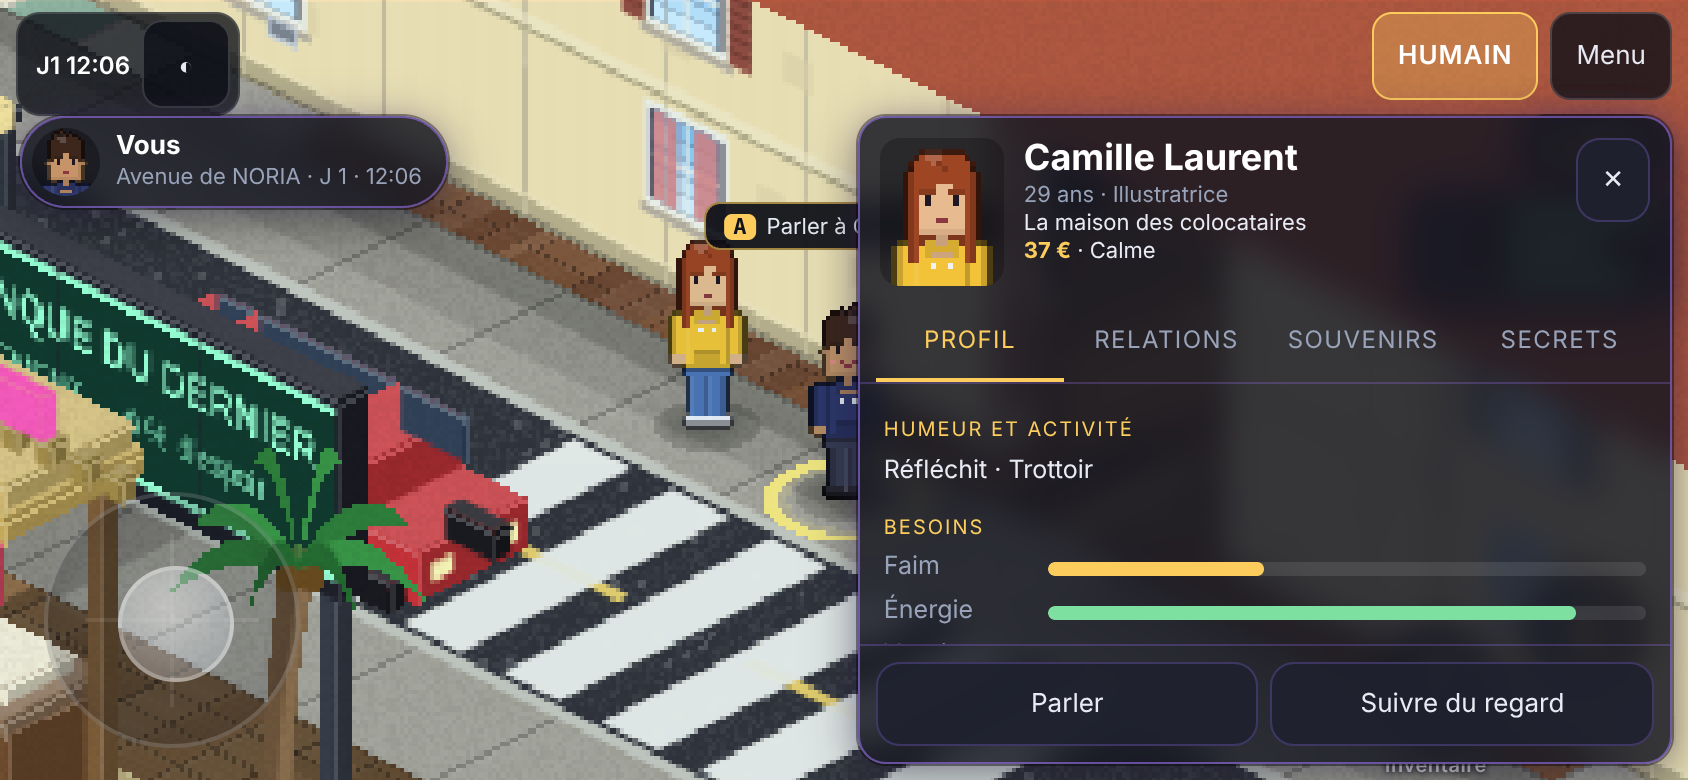 J1 12:06
HUMAIN
Menu
Vous
Avenue de NORIA · J 1 · 12:06
A Parler à
Camille Laurent
29 ans · Illustratrice
La maison des colocataires
37 € · Calme
×
PROFIL
RELATIONS
SOUVENIRS
SECRETS
HUMEUR ET ACTIVITÉ
Réfléchit · Trottoir
BESOINS
Faim
Énergie
Parler
Suivre du regard
Inventaire
NQUE DU DERNIER